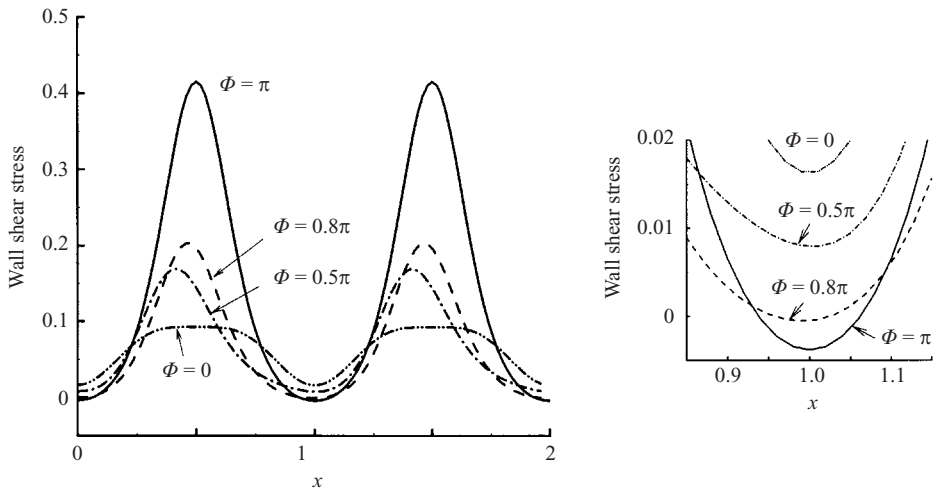 0.5
0.4
0.3
0.2
0.1
0
Wall shear stress
Φ = π
Φ = 0.8π
Φ = 0.5π
Φ = 0
0
1
2
x
0.02
0.01
0
Wall shear stress
Φ = 0
Φ = 0.5π
Φ = 0.8π
Φ = π
0.9
1.0
1.1
x